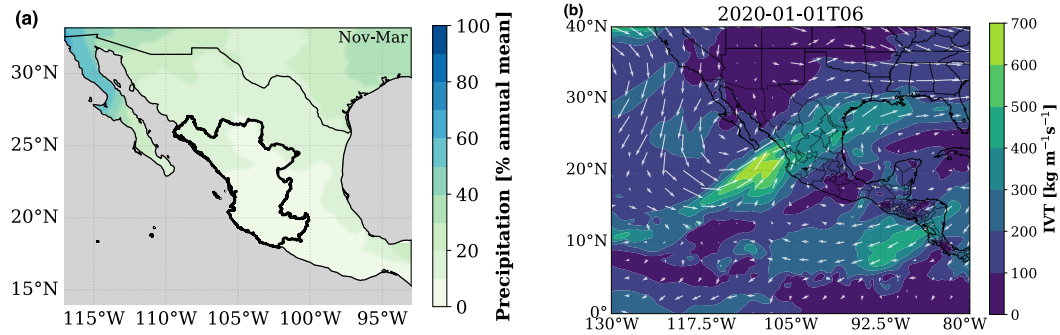 (a)
Nov-Mar
30°N
25°N
20°N
15°N
115°W 110°W 105°W 100°W 95°W
100
80
60
40
20
0
Precipitation [% annual mean]
(b)
2020-01-01T06
40°N
30°N
20°N
10°N
0°
130°W 117.5°W 105°W 92.5°W 80°W
700
600
500
400
300
200
100
0
IVT [kg m⁻¹s⁻¹]